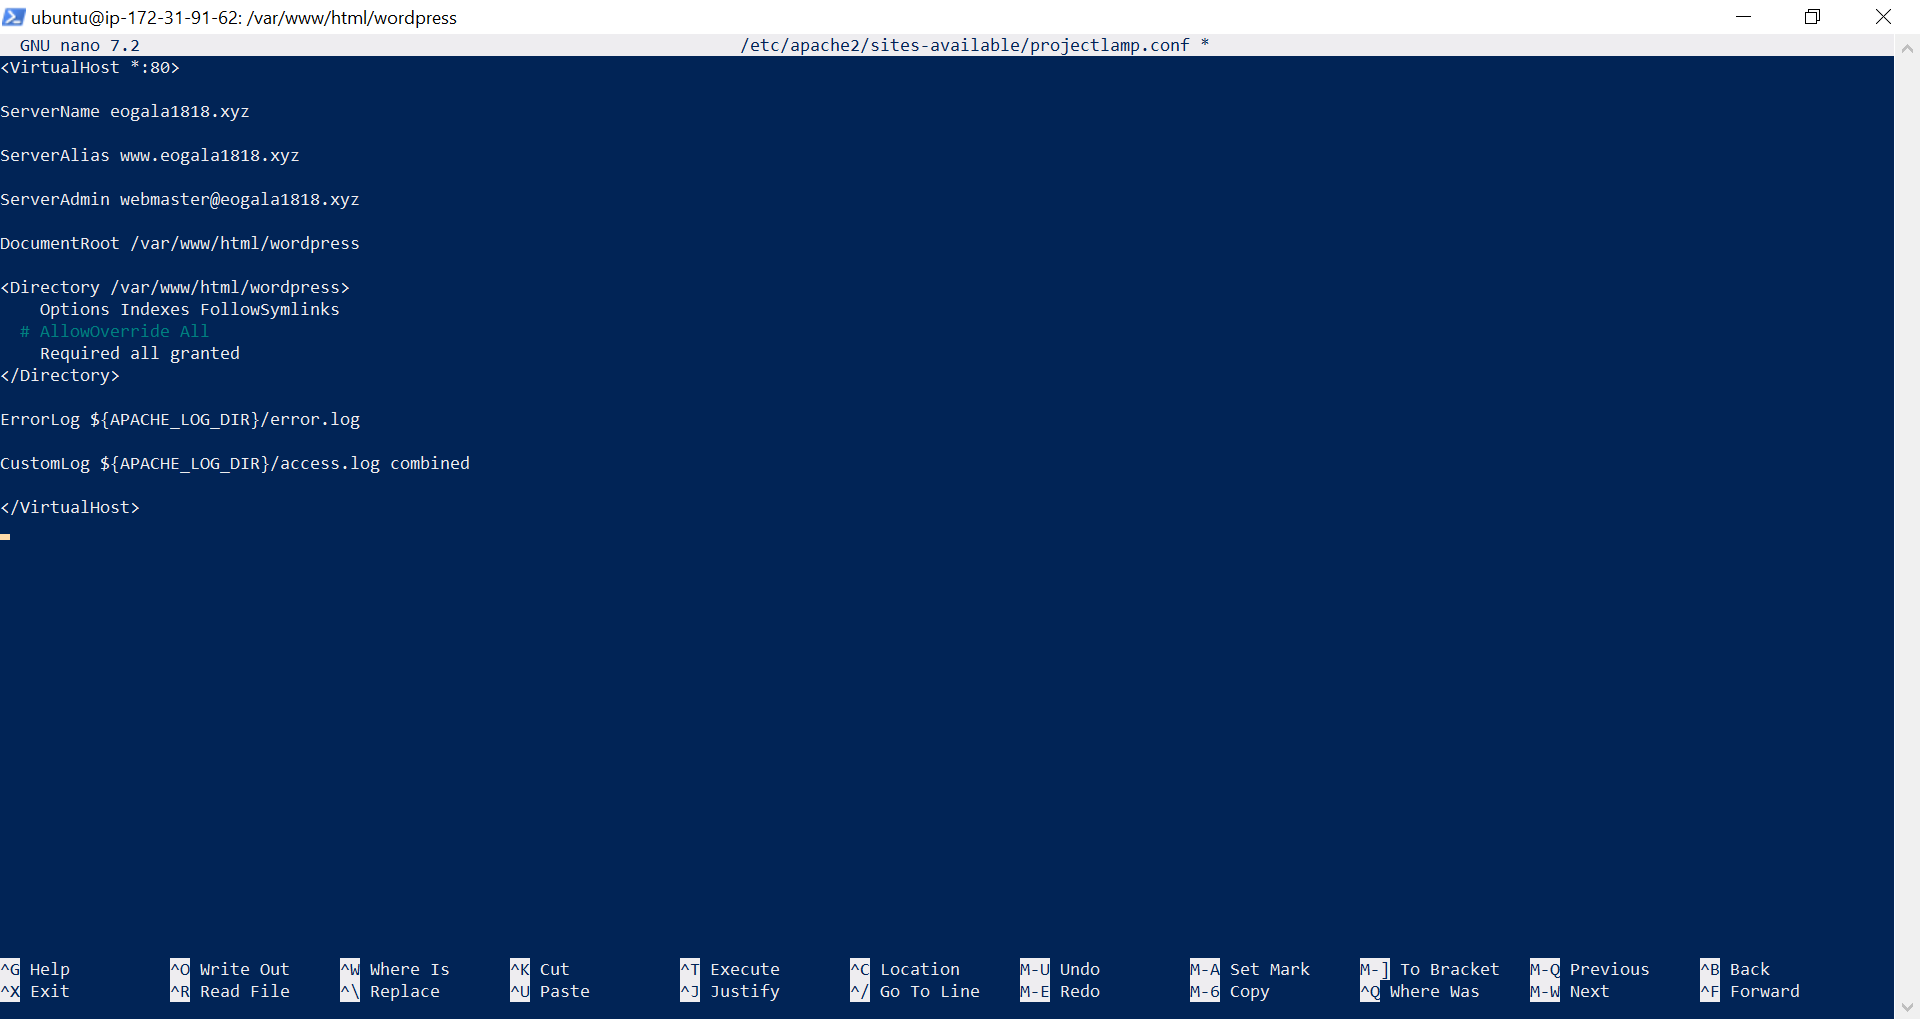 ubuntu@ip-172-31-91-62: /var/www/html/wordpress
GNU nano 7.2 /etc/apache2/sites-available/projectlamp.conf *
<VirtualHost *:80>
ServerName eogala1818.xyz
ServerAlias www.eogala1818.xyz
ServerAdmin webmaster@eogala1818.xyz
DocumentRoot /var/www/html/wordpress
<Directory /var/www/html/wordpress>
Options Indexes FollowSymlinks
# AllowOverride All
Required all granted
</Directory>
ErrorLog ${APACHE_LOG_DIR}/error.log
CustomLog ${APACHE_LOG_DIR}/access.log combined
</VirtualHost>
^G Help ^O Write Out ^W Where Is ^K Cut ^T Execute ^C Location M-U Undo M-A Set Mark M-] To Bracket M-Q Previous ^B Back
^X Exit ^R Read File ^\ Replace ^U Paste ^J Justify ^/ Go To Line M-E Redo M-6 Copy ^Q Where Was M-W Next ^F Forward